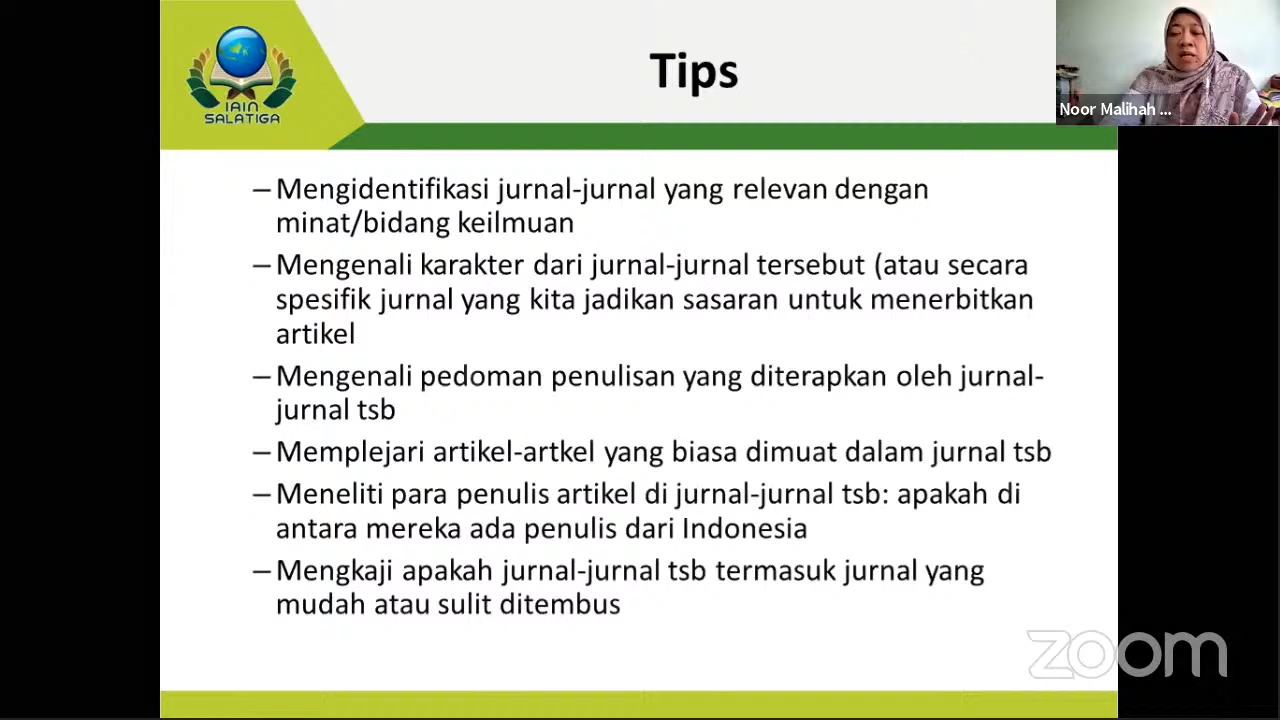 IAIN
SALATIGA
Tips
Noor Malihah ...
– Mengidentifikasi jurnal-jurnal yang relevan dengan
minat/bidang keilmuan
– Mengenali karakter dari jurnal-jurnal tersebut (atau secara
spesifik jurnal yang kita jadikan sasaran untuk menerbitkan
artikel
– Mengenali pedoman penulisan yang diterapkan oleh jurnal-
jurnal tsb
– Memplejari artikel-artkel yang biasa dimuat dalam jurnal tsb
– Meneliti para penulis artikel di jurnal-jurnal tsb: apakah di
antara mereka ada penulis dari Indonesia
– Mengkaji apakah jurnal-jurnal tsb termasuk jurnal yang
mudah atau sulit ditembus
zoom